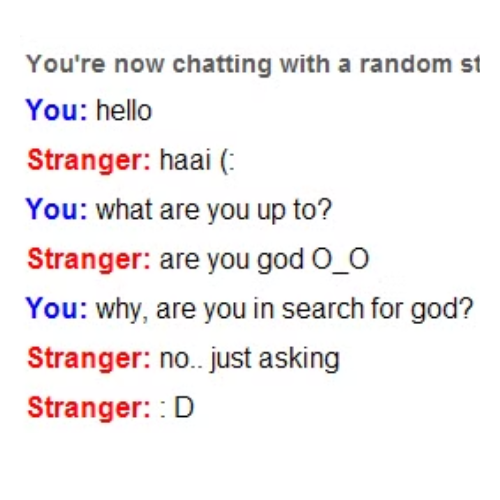 You're now chatting with a random st
You: hello
Stranger: haai (:
You: what are you up to?
Stranger: are you god O_O
You: why, are you in search for god?
Stranger: no.. just asking
Stranger: : D